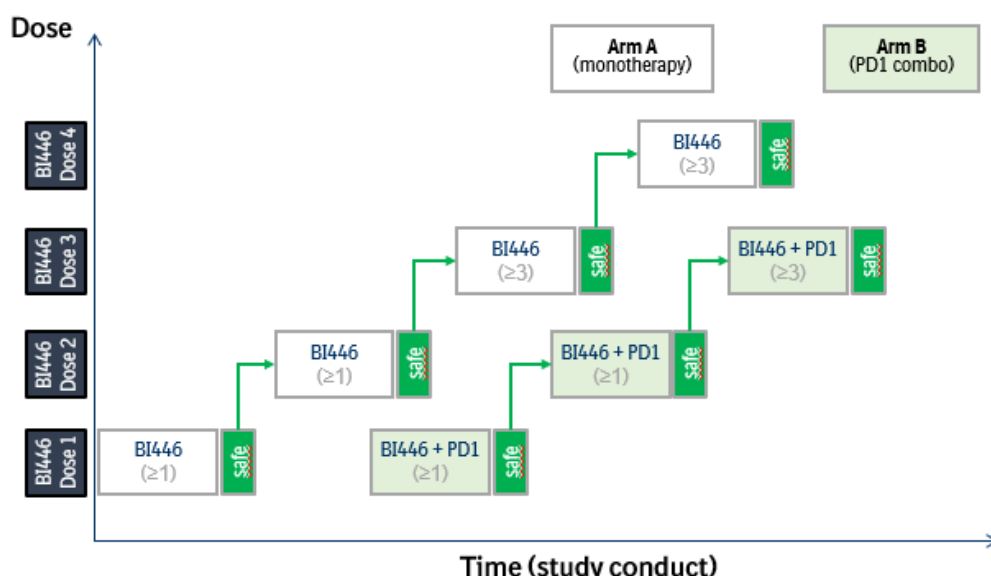 Dose
Arm A
(monotherapy)
Arm B
(PD1 combo)
BI446
Dose 4
BI446
(≥3)
safe
BI446
Dose 3
BI446
(≥3)
safe
BI446 + PD1
(≥3)
safe
BI446
Dose 2
BI446
(≥1)
safe
BI446 + PD1
(≥1)
safe
BI446
Dose 1
BI446
(≥1)
safe
BI446 + PD1
(≥1)
safe
Time (study conduct)